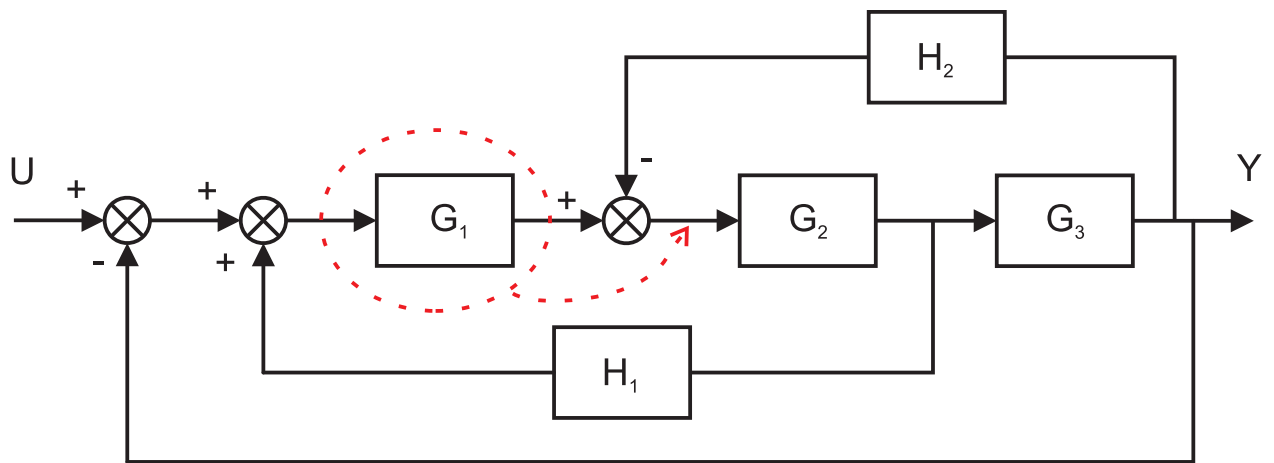 H₂
U
+
+
G₁
+
-
G₂
G₃
Y
-
+
H₁